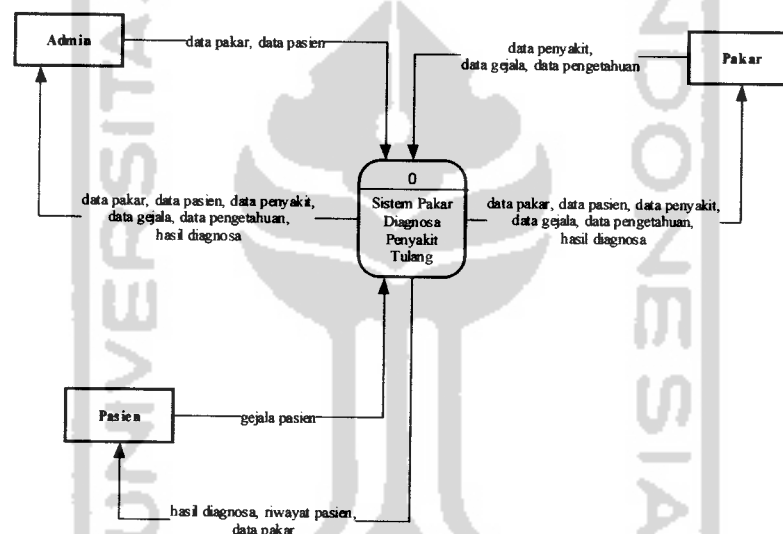 Admin
data pakar, data pasien
data penyakit,
data gejala, data pengetahuan
Pakar
0
Sistem Pakar
Diagnosa
Penyakit
Tulang
data pakar, data pasien, data penyakit,
data gejala, data pengetahuan,
hasil diagnosa
data pakar, data pasien, data penyakit,
data gejala, data pengetahuan,
hasil diagnosa
Pasien
gejala pasien
hasil diagnosa, riwayat pasien,
data pakar
UNIVERSITA
NDONESIA